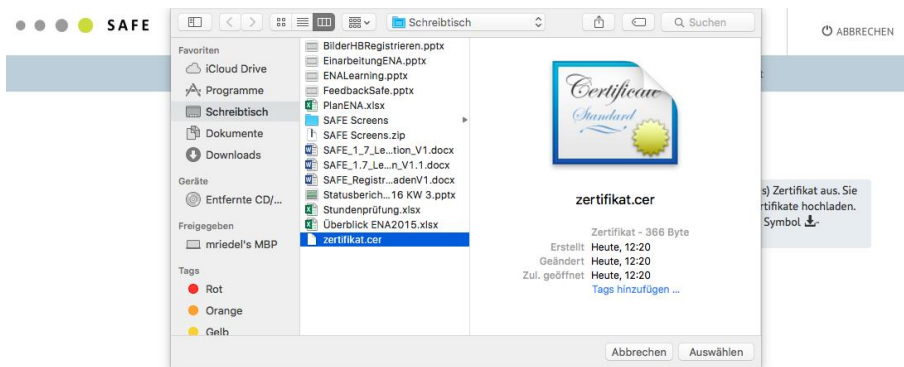 SAFE
Schreibtisch
Suchen
ABBRECHEN
Favoriten
iCloud Drive
Programme
Schreibtisch
Dokumente
Downloads
Geräte
Entfernte CD/...
Freigegeben
mriedel's MBP
Tags
Rot
Orange
Gelb
BilderHBRegistrieren.pptx
EinarbeitungENA.pptx
ENALearning.pptx
FeedbackSafe.pptx
PlanENA.xlsx
SAFE Screens
SAFE Screens.zip
SAFE_1_7_Le...tion_V1.docx
SAFE_1.7_Le...n_V1.1.docx
SAFE_Registr...adenV1.docx
Statusberich...16 KW 3.pptx
Stundenprüfung.xlsx
Überblick ENA2015.xlsx
zertifikat.cer
Certificate
Standard
zertifikat.cer
Zertifikat - 366 Byte
Erstellt Heute, 12:20
Geändert Heute, 12:20
Zul. geöffnet Heute, 12:20
Tags hinzufügen ...
s) Zertifikat aus. Sie
rtifikate hochladen.
Symbol
Abbrechen
Auswählen